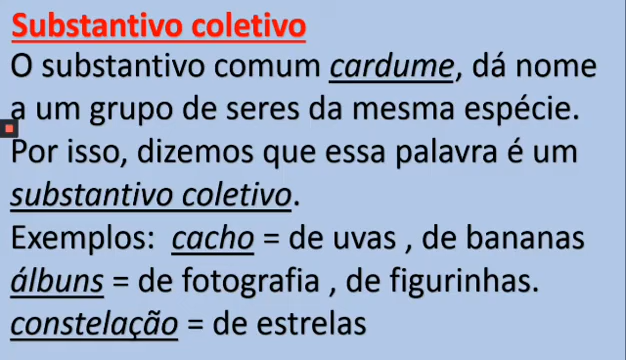 Substantivo coletivo
O substantivo comum cardume, dá nome
a um grupo de seres da mesma espécie.
Por isso, dizemos que essa palavra é um
substantivo coletivo.
Exemplos: cacho = de uvas , de bananas
álbuns = de fotografia , de figurinhas.
constelação = de estrelas